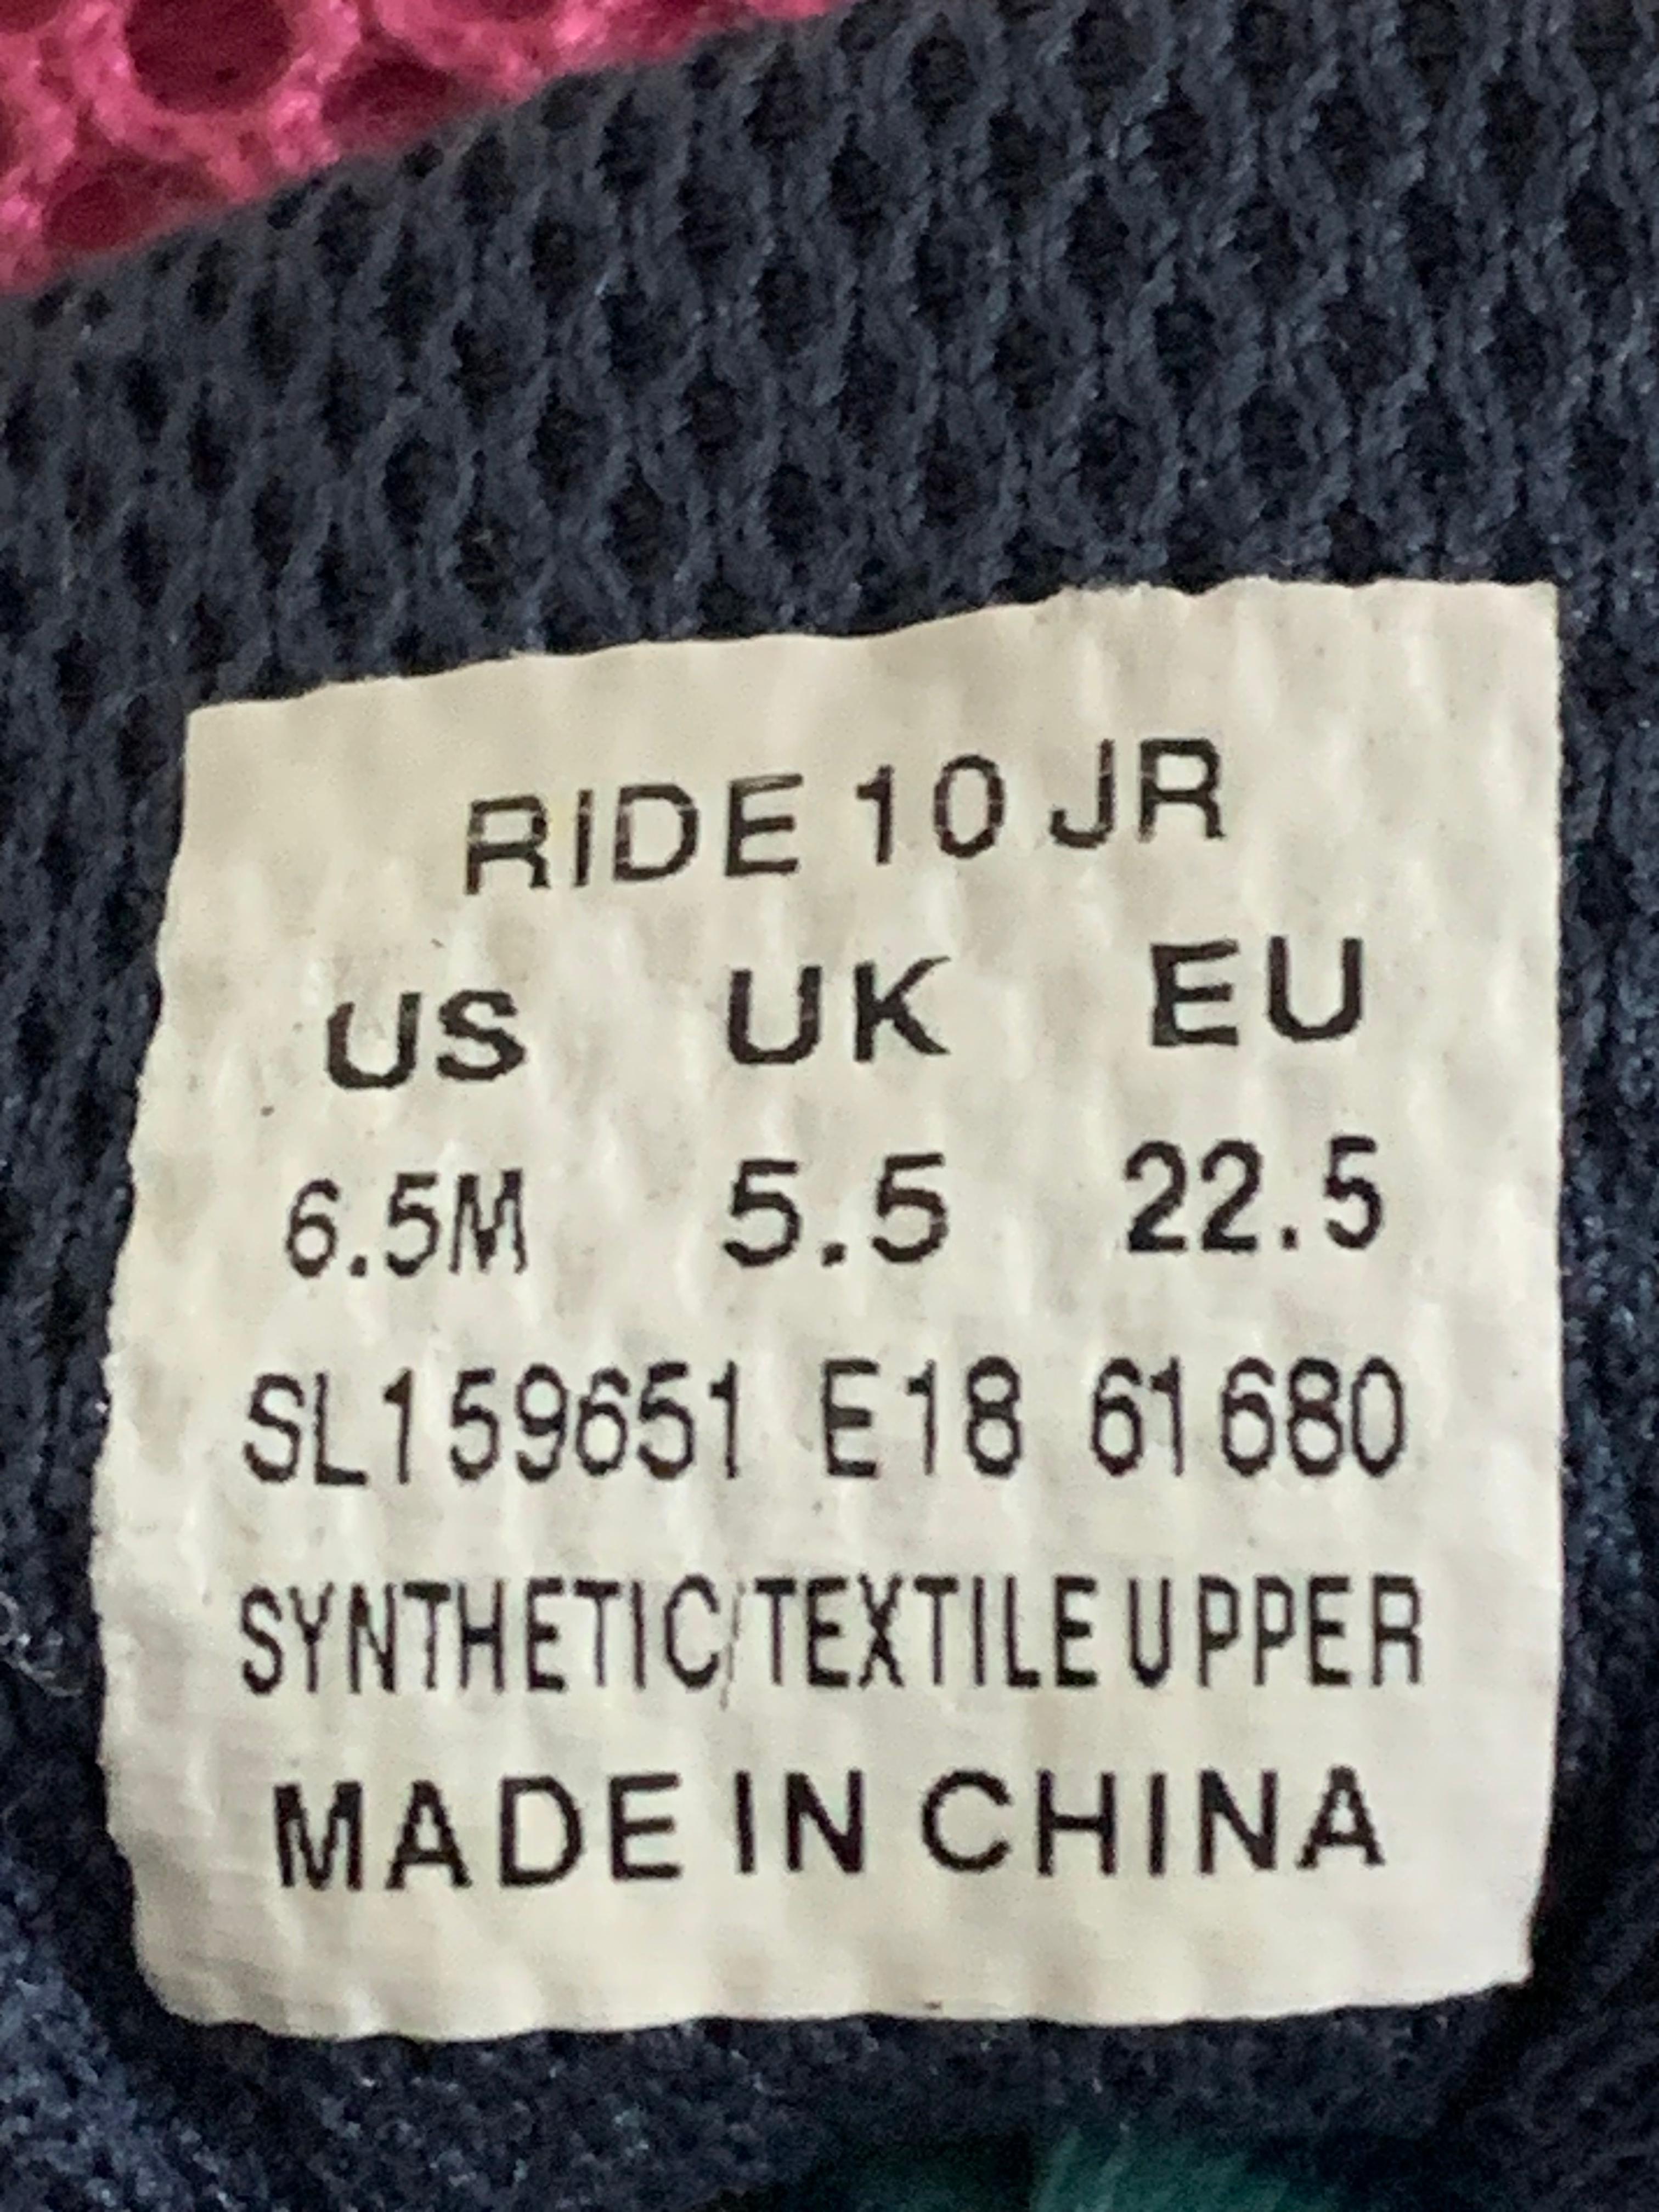 RIDE 10 JR
US UK EU
6.5M 5.5 22.5
SL159651 E18 61680
SYNTHETIC/TEXTILE UPPER
MADE IN CHINA